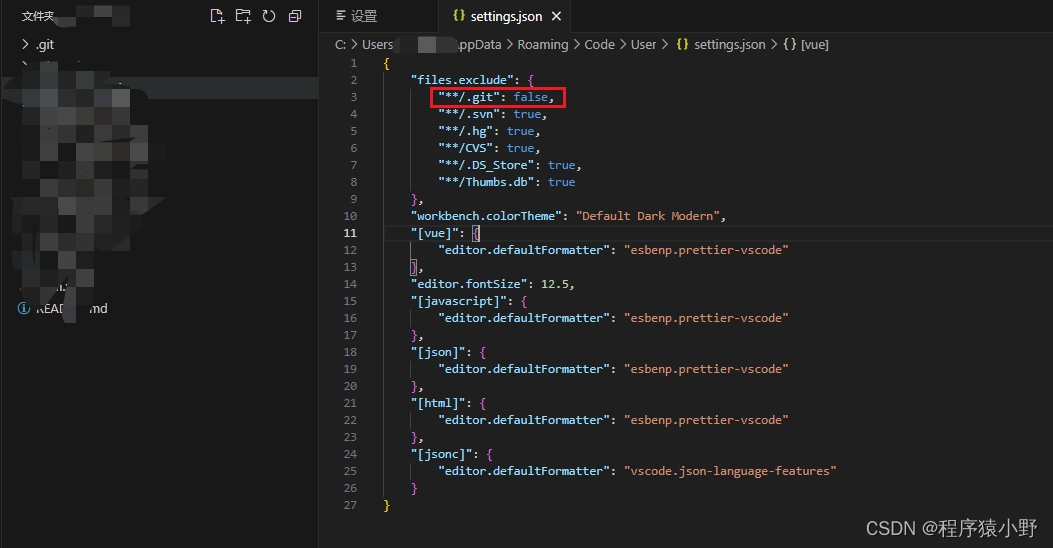 文件夹
设置
{} settings.json ×
.git
C: > Users > AppData > Roaming > Code > User > {} settings.json > {} [vue]
1 {
2 "files.exclude": {
3 "**/.git": false,
4 "**/.svn": true,
5 "**/.hg": true,
6 "**/CVS": true,
7 "**/.DS_Store": true,
8 "**/Thumbs.db": true
9 },
10 "workbench.colorTheme": "Default Dark Modern",
11 "[vue]": {
12 "editor.defaultFormatter": "esbenp.prettier-vscode"
13 },
14 "editor.fontSize": 12.5,
15 "[javascript]": {
16 "editor.defaultFormatter": "esbenp.prettier-vscode"
17 },
18 "[json]": {
19 "editor.defaultFormatter": "esbenp.prettier-vscode"
20 },
21 "[html]": {
22 "editor.defaultFormatter": "esbenp.prettier-vscode"
23 },
24 "[jsonc]": {
25 "editor.defaultFormatter": "vscode.json-language-features"
26 }
27 }
CSDN @程序猿小野